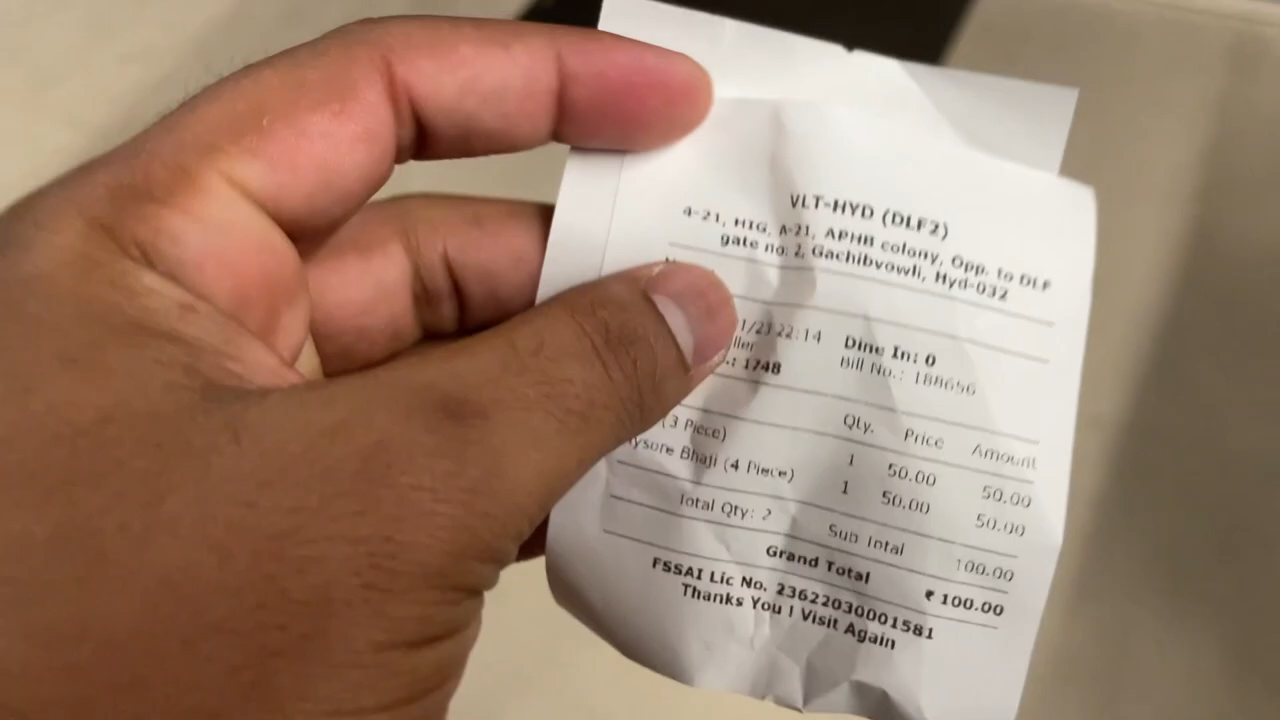 VLT-HYD (DLF2)
4-21, HIG, A-21, APHB colony, Opp. to DLF
gate no: 2, Gachibvowli, Hyd-032
1/23 22:14 Dine In: 0
ller Bill No.: 188656
.: 1748
Qty. Price Amount
(3 Piece) 1 50.00 50.00
ysore Bhaji (4 Piece) 1 50.00 50.00
Total Qty: 2 Sub Total 100.00
Grand Total ₹ 100.00
FSSAI Lic No. 23622030001581
Thanks You ! Visit Again